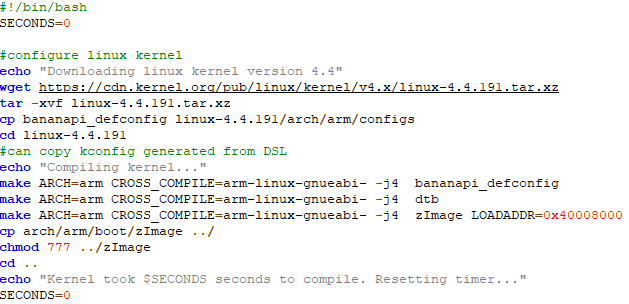 #!/bin/bash
SECONDS=0

#configure linux kernel
echo "Downloading linux kernel version 4.4"
wget https://cdn.kernel.org/pub/linux/kernel/v4.x/linux-4.4.191.tar.xz
tar -xvf linux-4.4.191.tar.xz
cp bananapi_defconfig linux-4.4.191/arch/arm/configs
cd linux-4.4.191
#can copy kconfig generated from DSL
echo "Compiling kernel..."
make ARCH=arm CROSS_COMPILE=arm-linux-gnueabi- -j4  bananapi_defconfig
make ARCH=arm CROSS_COMPILE=arm-linux-gnueabi- -j4  dtb
make ARCH=arm CROSS_COMPILE=arm-linux-gnueabi- -j4  zImage LOADADDR=0x40008000
cp arch/arm/boot/zImage ../
chmod 777 ../zImage
cd ..
echo "Kernel took $SECONDS seconds to compile. Resetting timer..."
SECONDS=0